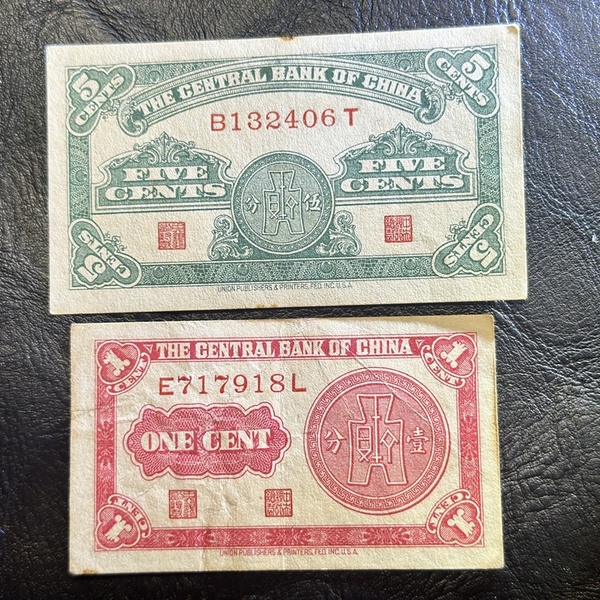 5 CENTS
5 CENTS
THE CENTRAL BANK OF CHINA
B132406T
FIVE CENTS
FIVE CENTS
分 伍
5 CENTS
5 CENTS
UNION PUBLISHERS & PRINTERS, FED. INC. U.S.A.
1 CENT
THE CENTRAL BANK OF CHINA
1 CENT
E717918L
ONE CENT
分 壹
1 CENT
1 CENT
UNION PUBLISHERS & PRINTERS, FED. INC. U.S.A.